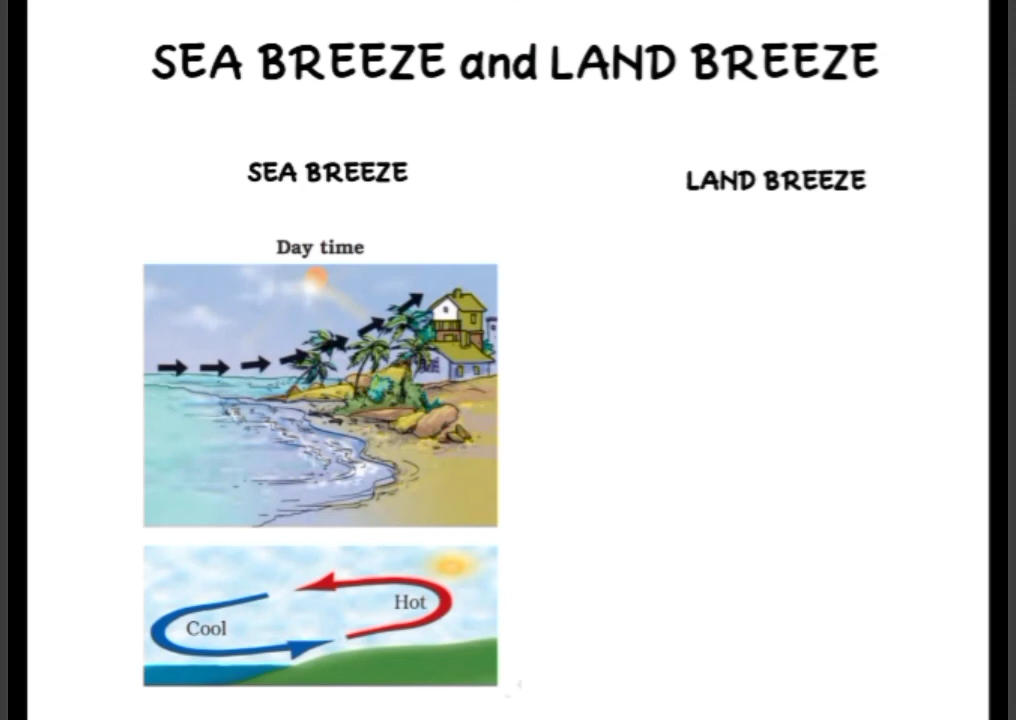 SEA BREEZE and LAND BREEZE
SEA BREEZE
LAND BREEZE
Day time
Hot
Cool